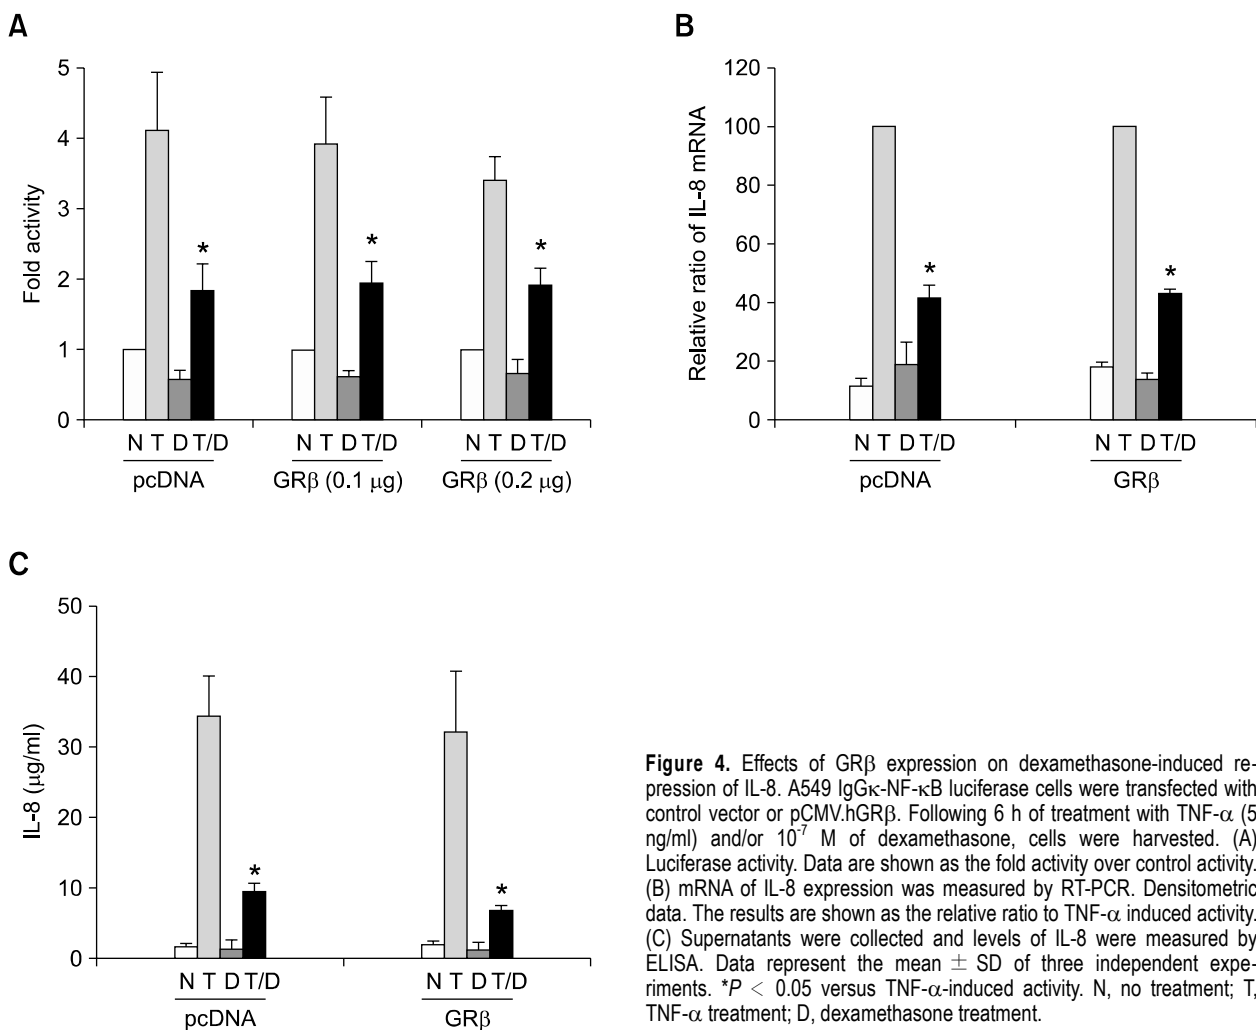 A
5
4
3
2
1
0
Fold activity
*
*
*
N T D T/D
N T D T/D
N T D T/D
pcDNA
GRβ (0.1 μg)
GRβ (0.2 μg)
B
120
100
80
60
40
20
0
Relative ratio of IL-8 mRNA
*
*
N T D T/D
N T D T/D
pcDNA
GRβ
C
50
40
30
20
10
0
IL-8 (μg/ml)
*
*
N T D T/D
N T D T/D
pcDNA
GRβ
Figure 4. Effects of GRβ expression on dexamethasone-induced re-
pression of IL-8. A549 IgGκ-NF-κB luciferase cells were transfected with
control vector or pCMV.hGRβ. Following 6 h of treatment with TNF-α (5
ng/ml) and/or 10⁻⁷ M of dexamethasone, cells were harvested. (A)
Luciferase activity. Data are shown as the fold activity over control activity.
(B) mRNA of IL-8 expression was measured by RT-PCR. Densitometric
data. The results are shown as the relative ratio to TNF-α induced activity.
(C) Supernatants were collected and levels of IL-8 were measured by
ELISA. Data represent the mean ± SD of three independent expe-
riments. *P < 0.05 versus TNF-α-induced activity. N, no treatment; T,
TNF-α treatment; D, dexamethasone treatment.